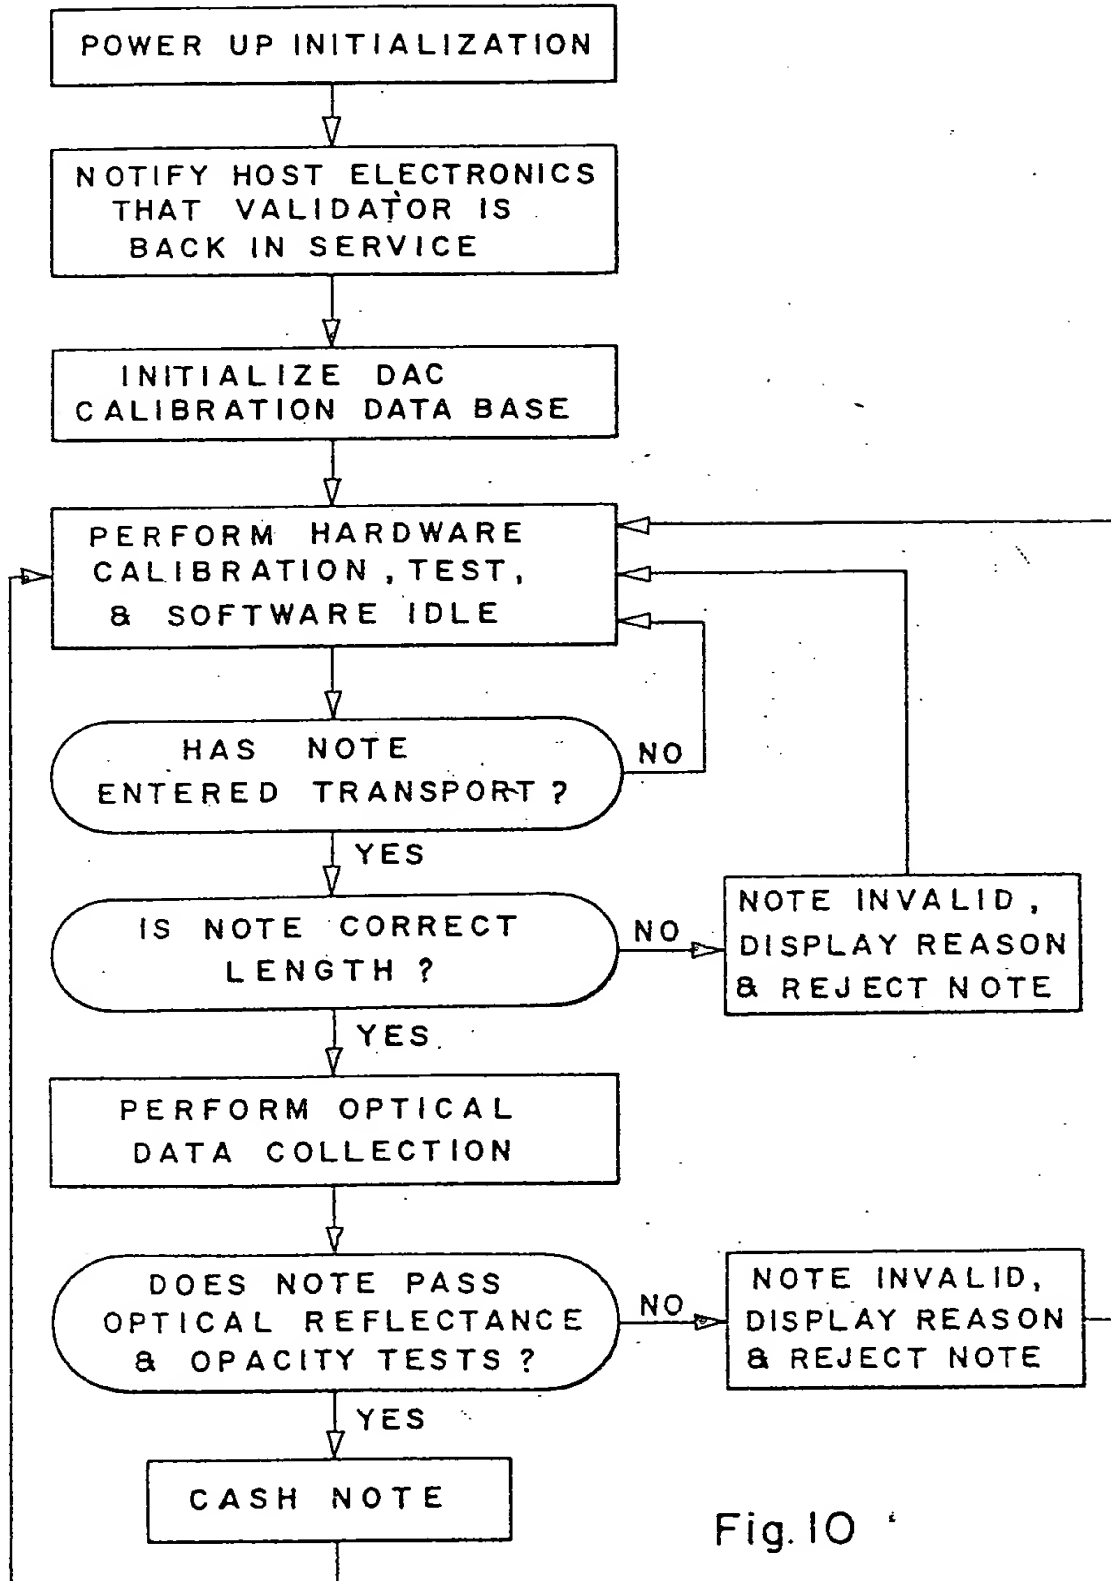 POWER UP INITIALIZATION
NOTIFY HOST ELECTRONICS
THAT VALIDATOR IS
BACK IN SERVICE
INITIALIZE DAC
CALIBRATION DATA BASE
PERFORM HARDWARE
CALIBRATION, TEST,
& SOFTWARE IDLE
HAS NOTE
ENTERED TRANSPORT?
NO
YES
IS NOTE CORRECT
LENGTH?
NO
NOTE INVALID,
DISPLAY REASON
& REJECT NOTE
YES
PERFORM OPTICAL
DATA COLLECTION
DOES NOTE PASS
OPTICAL REFLECTANCE
& OPACITY TESTS?
NO
NOTE INVALID,
DISPLAY REASON
& REJECT NOTE
YES
CASH NOTE
Fig. 10